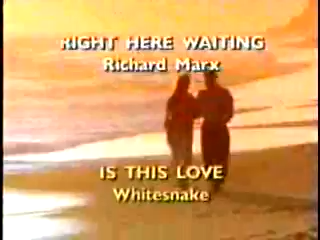 RIGHT HERE WAITING
Richard Marx
IS THIS LOVE
Whitesnake